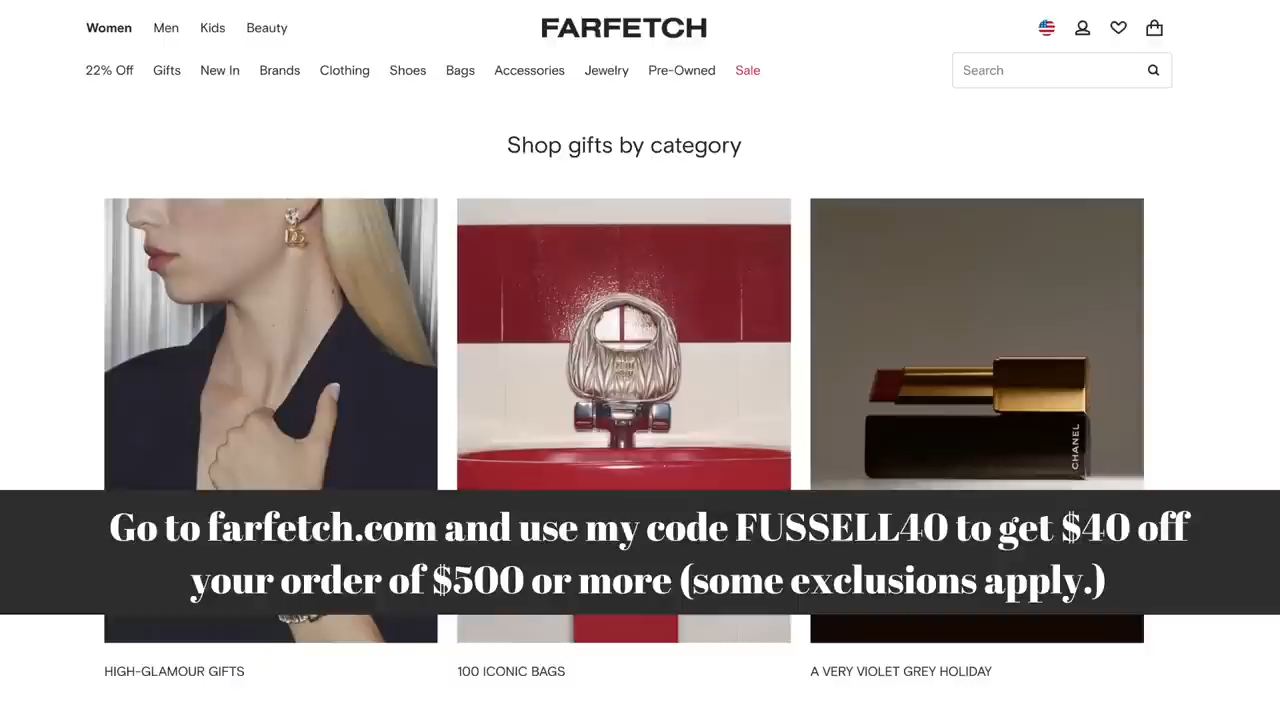 Women Men Kids Beauty
FARFETCH
22% Off Gifts New In Brands Clothing Shoes Bags Accessories Jewelry Pre-Owned Sale
Search
Shop gifts by category
CHANEL
Go to farfetch.com and use my code FUSSELL40 to get $40 off
your order of $500 or more (some exclusions apply.)
HIGH-GLAMOUR GIFTS
100 ICONIC BAGS
A VERY VIOLET GREY HOLIDAY